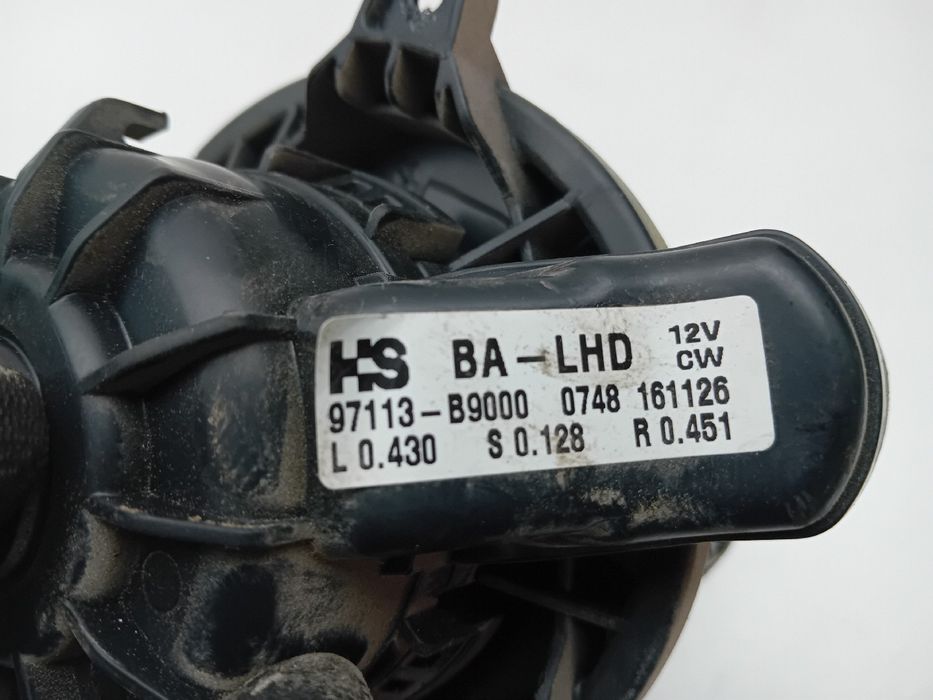 HS BA-LHD 12V CW
97113-B9000 0748 161126
L 0.430 S 0.128 R 0.451